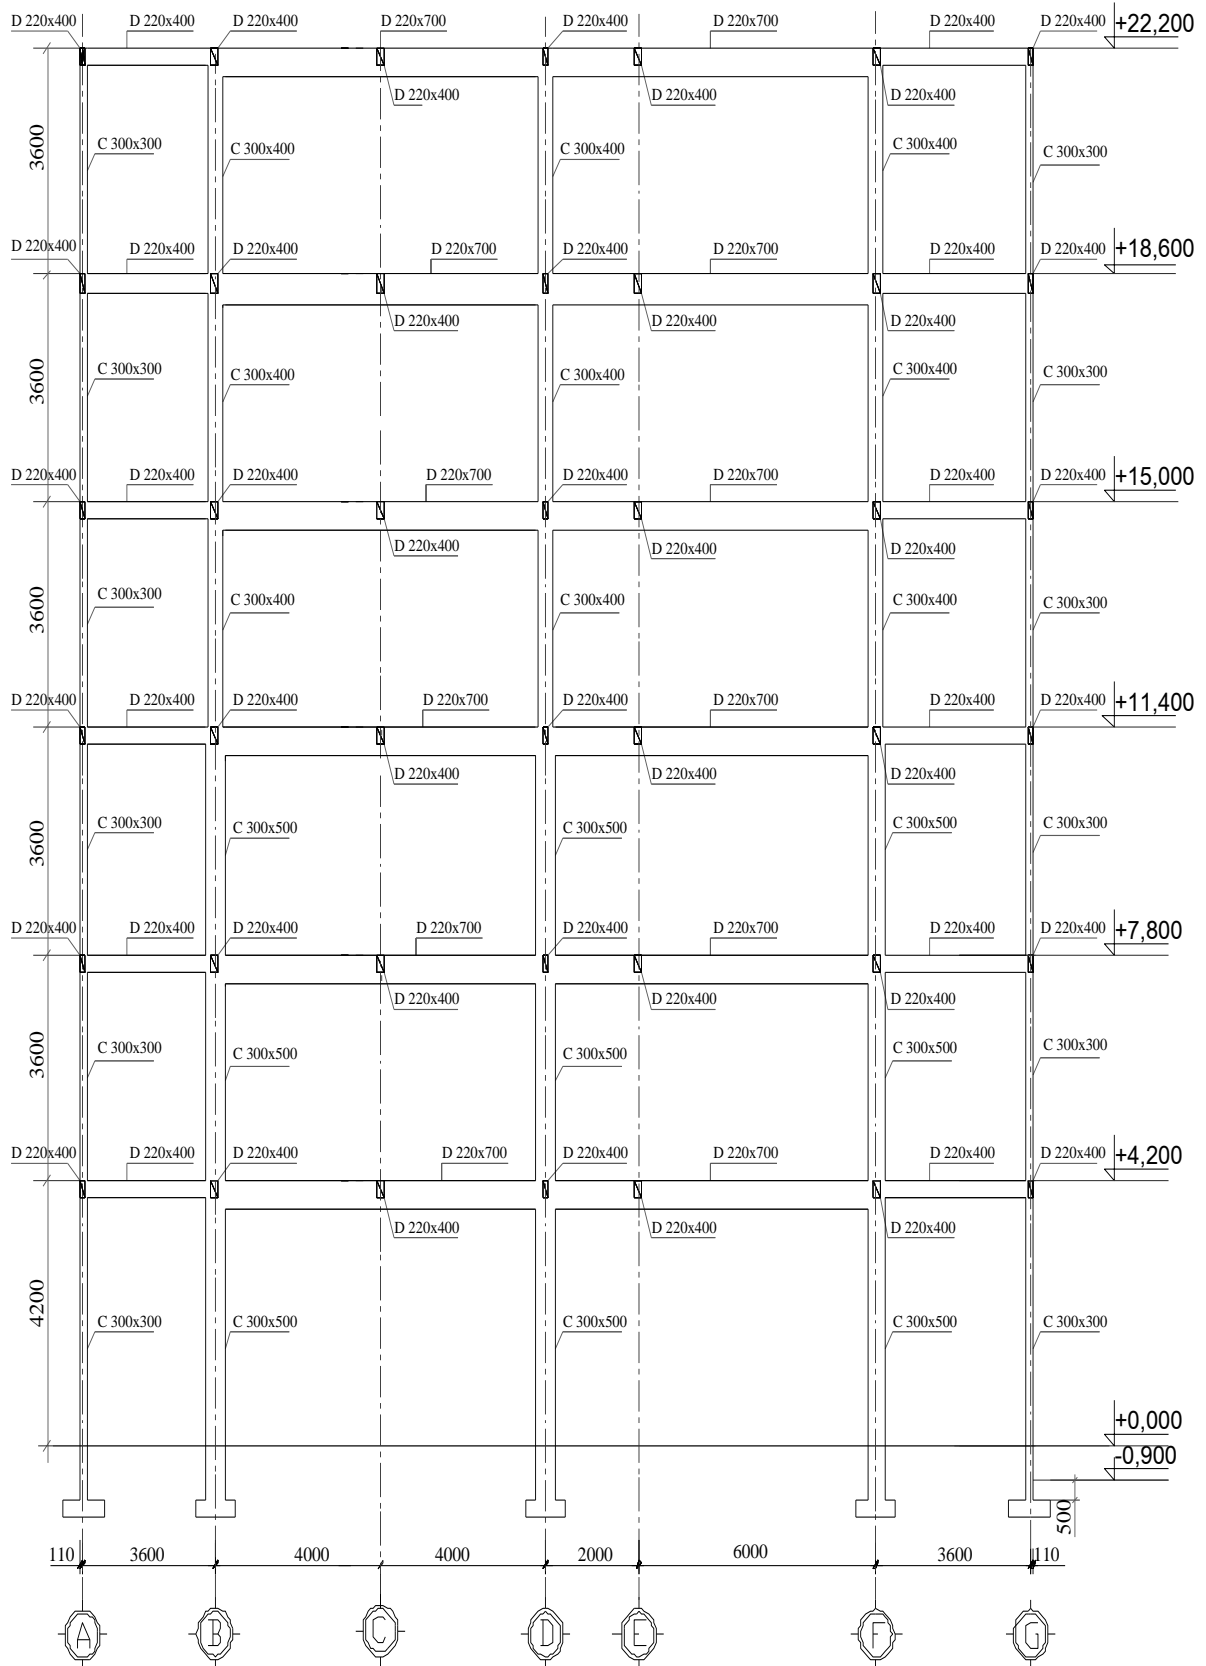 D 220x400 D 220x400 D 220x400 D 220x700 D 220x400 D 220x700 D 220x400 D 220x400 +22,200
D 220x400 D 220x400 D 220x400
3600
C 300x300 C 300x400 C 300x400 C 300x400 C 300x300
D 220x400 D 220x400 D 220x400 D 220x700 D 220x400 D 220x700 D 220x400 D 220x400 +18,600
D 220x400 D 220x400 D 220x400
3600
C 300x300 C 300x400 C 300x400 C 300x400 C 300x300
D 220x400 D 220x400 D 220x400 D 220x700 D 220x400 D 220x700 D 220x400 D 220x400 +15,000
D 220x400 D 220x400 D 220x400
3600
C 300x300 C 300x400 C 300x400 C 300x400 C 300x300
D 220x400 D 220x400 D 220x400 D 220x700 D 220x400 D 220x700 D 220x400 D 220x400 +11,400
D 220x400 D 220x400 D 220x400
3600
C 300x300 C 300x500 C 300x500 C 300x500 C 300x300
D 220x400 D 220x400 D 220x400 D 220x700 D 220x400 D 220x700 D 220x400 D 220x400 +7,800
D 220x400 D 220x400 D 220x400
3600
C 300x300 C 300x500 C 300x500 C 300x500 C 300x300
D 220x400 D 220x400 D 220x400 D 220x700 D 220x400 D 220x700 D 220x400 D 220x400 +4,200
D 220x400 D 220x400 D 220x400
4200
C 300x300 C 300x500 C 300x500 C 300x500 C 300x300
+0,000
-0,900
500
110 3600 4000 4000 2000 6000 3600 110
A B C D E F G